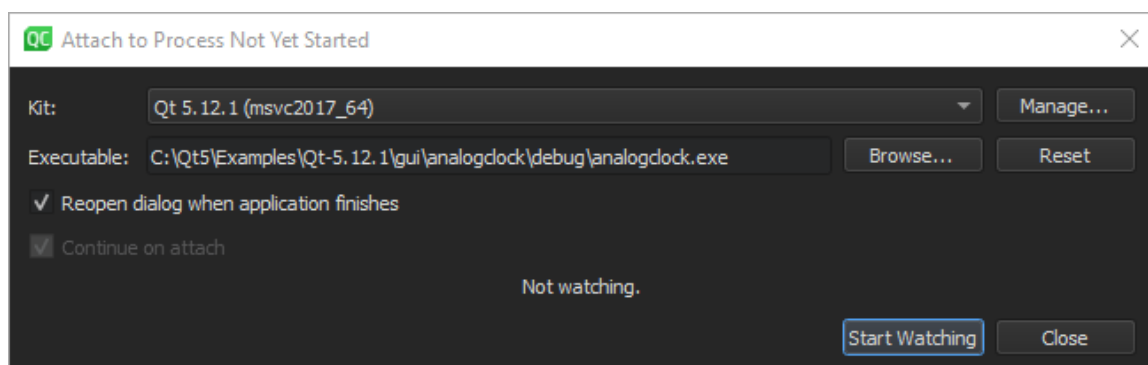 QC Attach to Process Not Yet Started
Kit: Qt 5.12.1 (msvc2017_64) Manage...
Executable: C:\Qt5\Examples\Qt-5.12.1\gui\analogclock\debug\analogclock.exe Browse... Reset
Reopen dialog when application finishes
Continue on attach
Not watching.
Start Watching Close